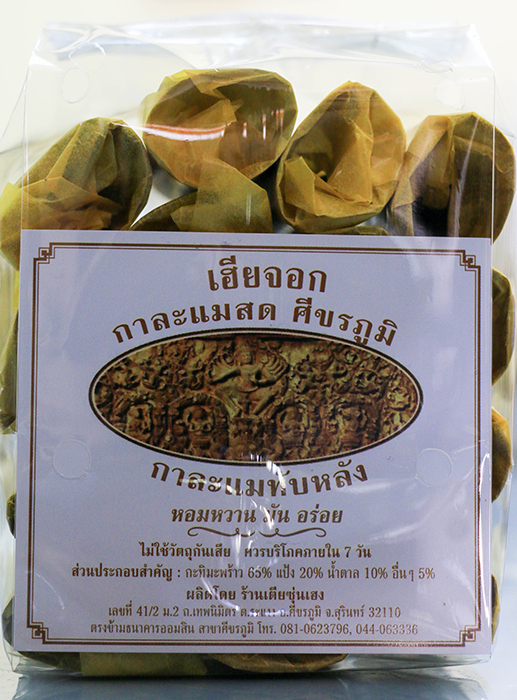 เฮียจอก
กาละแมสด ศีขรภูมิ
กาละแมทับหลัง
หอมหวาน มัน อร่อย
ไม่ใช้วัตถุกันเสีย ควรบริโภคภายใน 7 วัน
ส่วนประกอบสำคัญ : กะทิมะพร้าว 65% แป้ง 20% น้ำตาล 10% อื่นๆ 5%
ผลิตโดย ร้านเตียซุ่นเฮง
เลขที่ 41/2 ม.2 ถ.เทพนิมิตร ต.ระแงง อ.ศีขรภูมิ จ.สุรินทร์ 32110
ตรงข้ามธนาคารออมสิน สาขาศีขรภูมิ โทร. 081-0623796, 044-063336